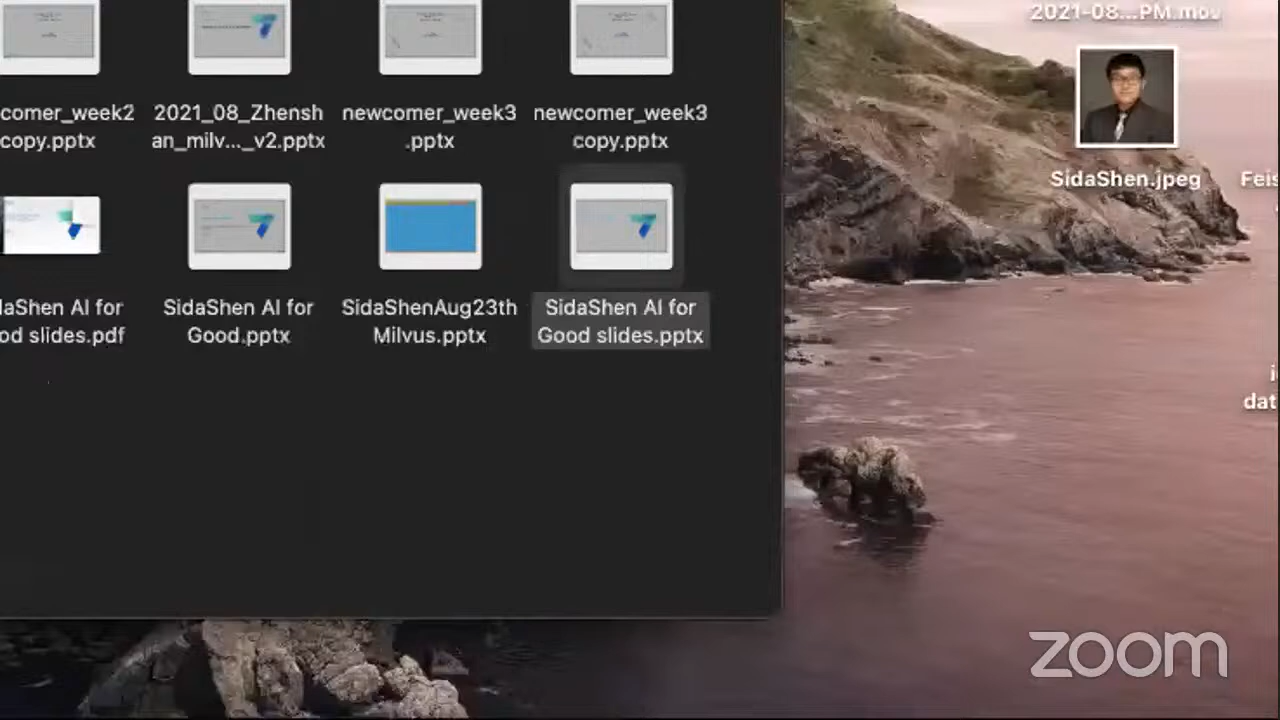 2021-08...PM.mov
comer_week2
copy.pptx
2021_08_Zhensh
an_milv..._v2.pptx
newcomer_week3
.pptx
newcomer_week3
copy.pptx
SidaShen.jpeg
Feis
daShen AI for
od slides.pdf
SidaShen AI for
Good.pptx
SidaShenAug23th
Milvus.pptx
SidaShen AI for
Good slides.pptx
dat
zoom